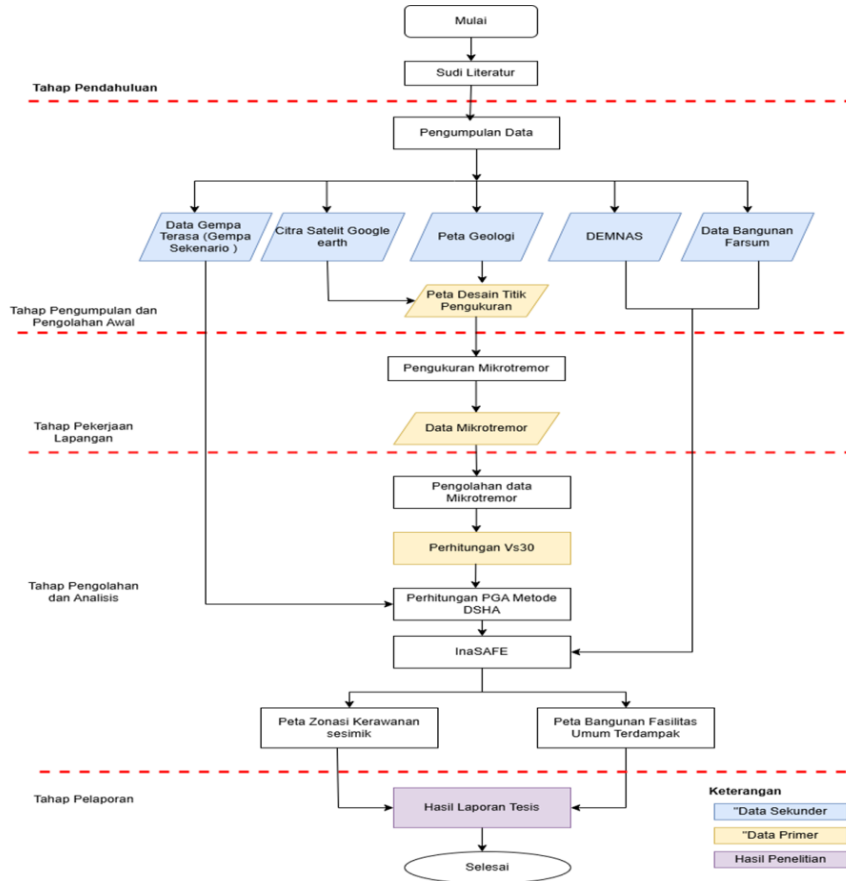 Mulai
Sudi Literatur
Tahap Pendahuluan
Pengumpulan Data
Data Gempa
Terasa (Gempa
Sekenario )
Citra Satelit Google
earth
Peta Geologi
DEMNAS
Data Bangunan
Farsum
Peta Desain Titik
Pengukuran
Tahap Pengumpulan dan
Pengolahan Awal
Pengukuran Mikrotremor
Tahap Pekerjaan
Lapangan
Data Mikrotremor
Pengolahan data
Mikrotremor
Perhitungan Vs30
Tahap Pengolahan
dan Analisis
Perhitungan PGA Metode
DSHA
InaSAFE
Peta Zonasi Kerawanan
sesimik
Peta Bangunan Fasilitas
Umum Terdampak
Tahap Pelaporan
Hasil Laporan Tesis
Selesai
Keterangan
"Data Sekunder
"Data Primer
Hasil Penelitian